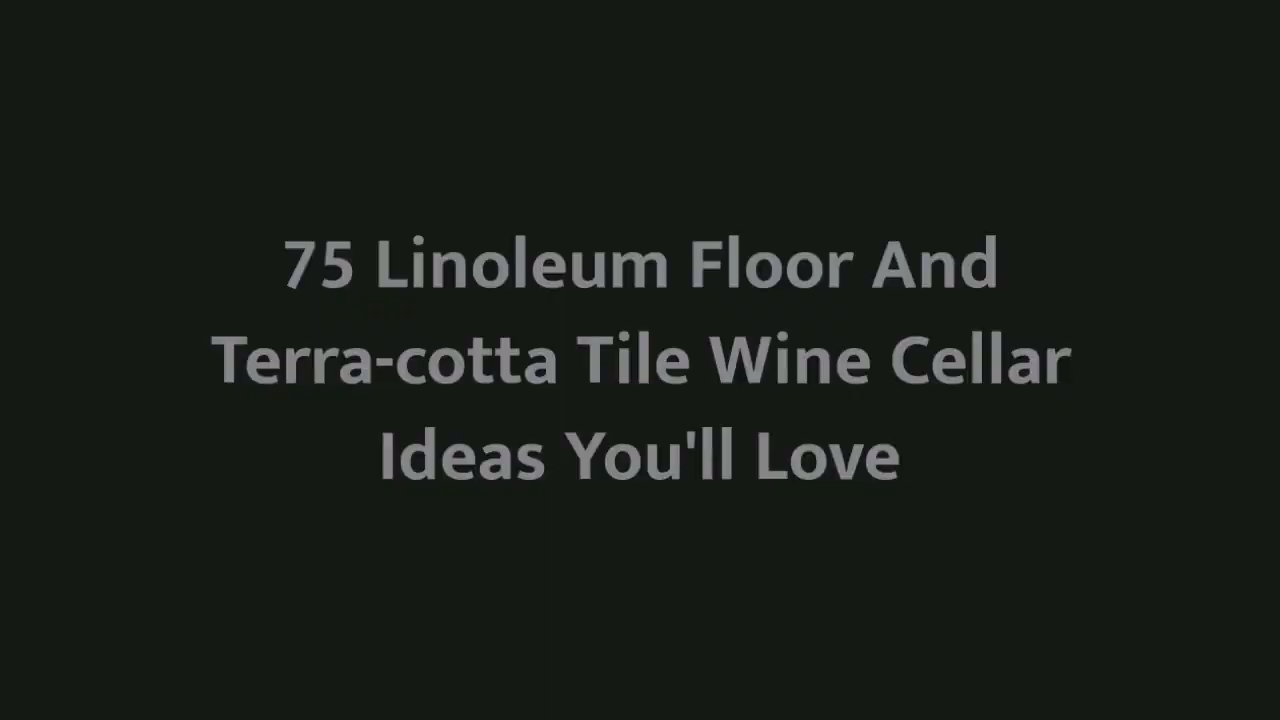 75 Linoleum Floor And
Terra-cotta Tile Wine Cellar
Ideas You'll Love